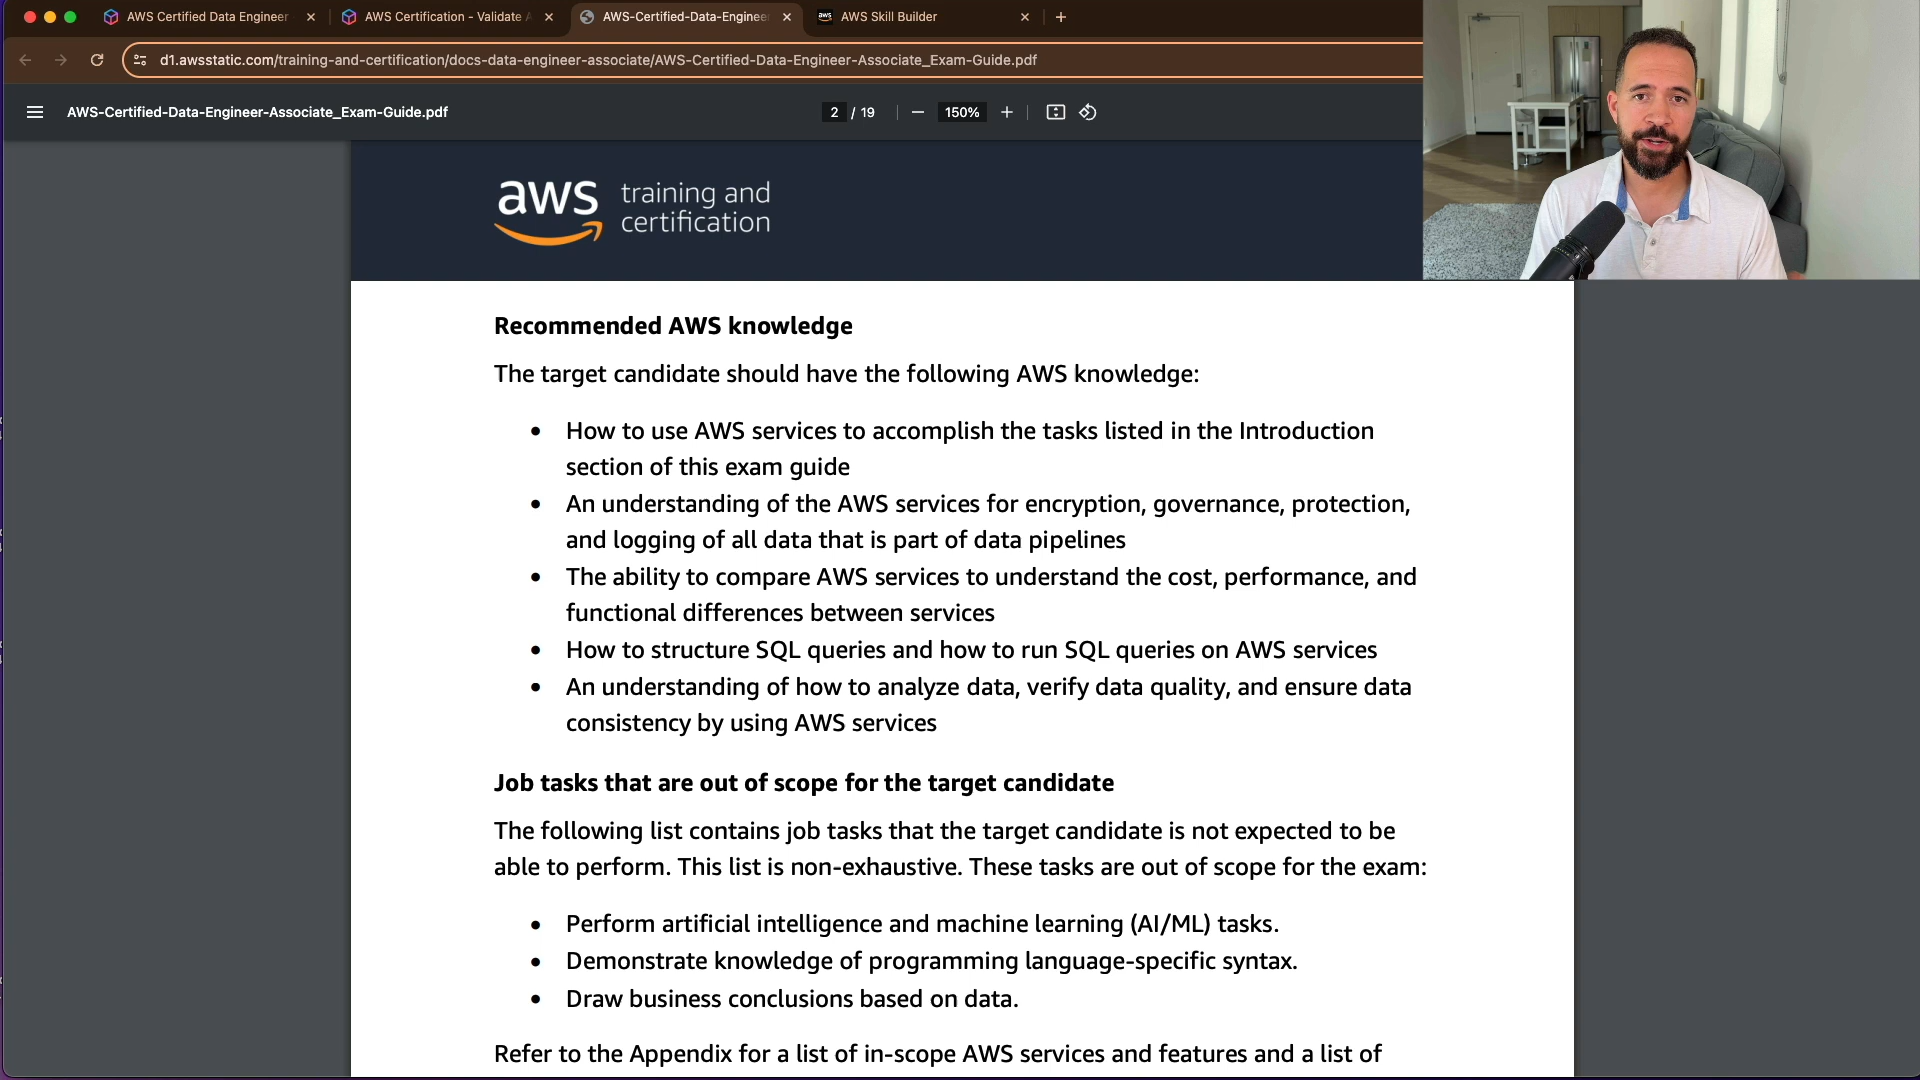 AWS Certified Data Engineer
AWS Certification - Validate A
AWS-Certified-Data-Enginee
aws
AWS Skill Builder
d1.awsstatic.com/training-and-certification/docs-data-engineer-associate/AWS-Certified-Data-Engineer-Associate_Exam-Guide.pdf
AWS-Certified-Data-Engineer-Associate_Exam-Guide.pdf
2 / 19
150%
aws training and
certification
Recommended AWS knowledge
The target candidate should have the following AWS knowledge:
• How to use AWS services to accomplish the tasks listed in the Introduction
section of this exam guide
• An understanding of the AWS services for encryption, governance, protection,
and logging of all data that is part of data pipelines
• The ability to compare AWS services to understand the cost, performance, and
functional differences between services
• How to structure SQL queries and how to run SQL queries on AWS services
• An understanding of how to analyze data, verify data quality, and ensure data
consistency by using AWS services
Job tasks that are out of scope for the target candidate
The following list contains job tasks that the target candidate is not expected to be
able to perform. This list is non-exhaustive. These tasks are out of scope for the exam:
• Perform artificial intelligence and machine learning (AI/ML) tasks.
• Demonstrate knowledge of programming language-specific syntax.
• Draw business conclusions based on data.
Refer to the Appendix for a list of in-scope AWS services and features and a list of